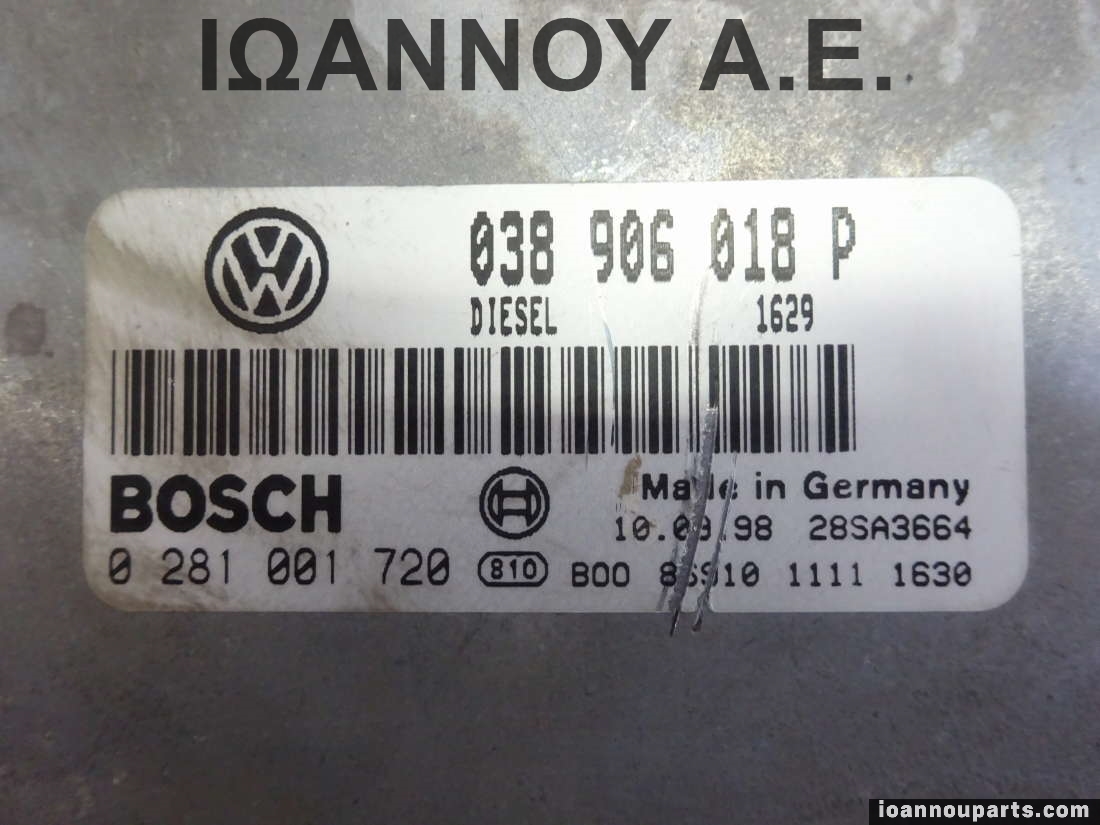 ΙΩΑΝΝΟΥ Α.Ε.
038 906 018 P
DIESEL 1629
BOSCH
Made in Germany
28SA3664
0 281 001 720 810 B00 1111 1630
ioannouparts.com